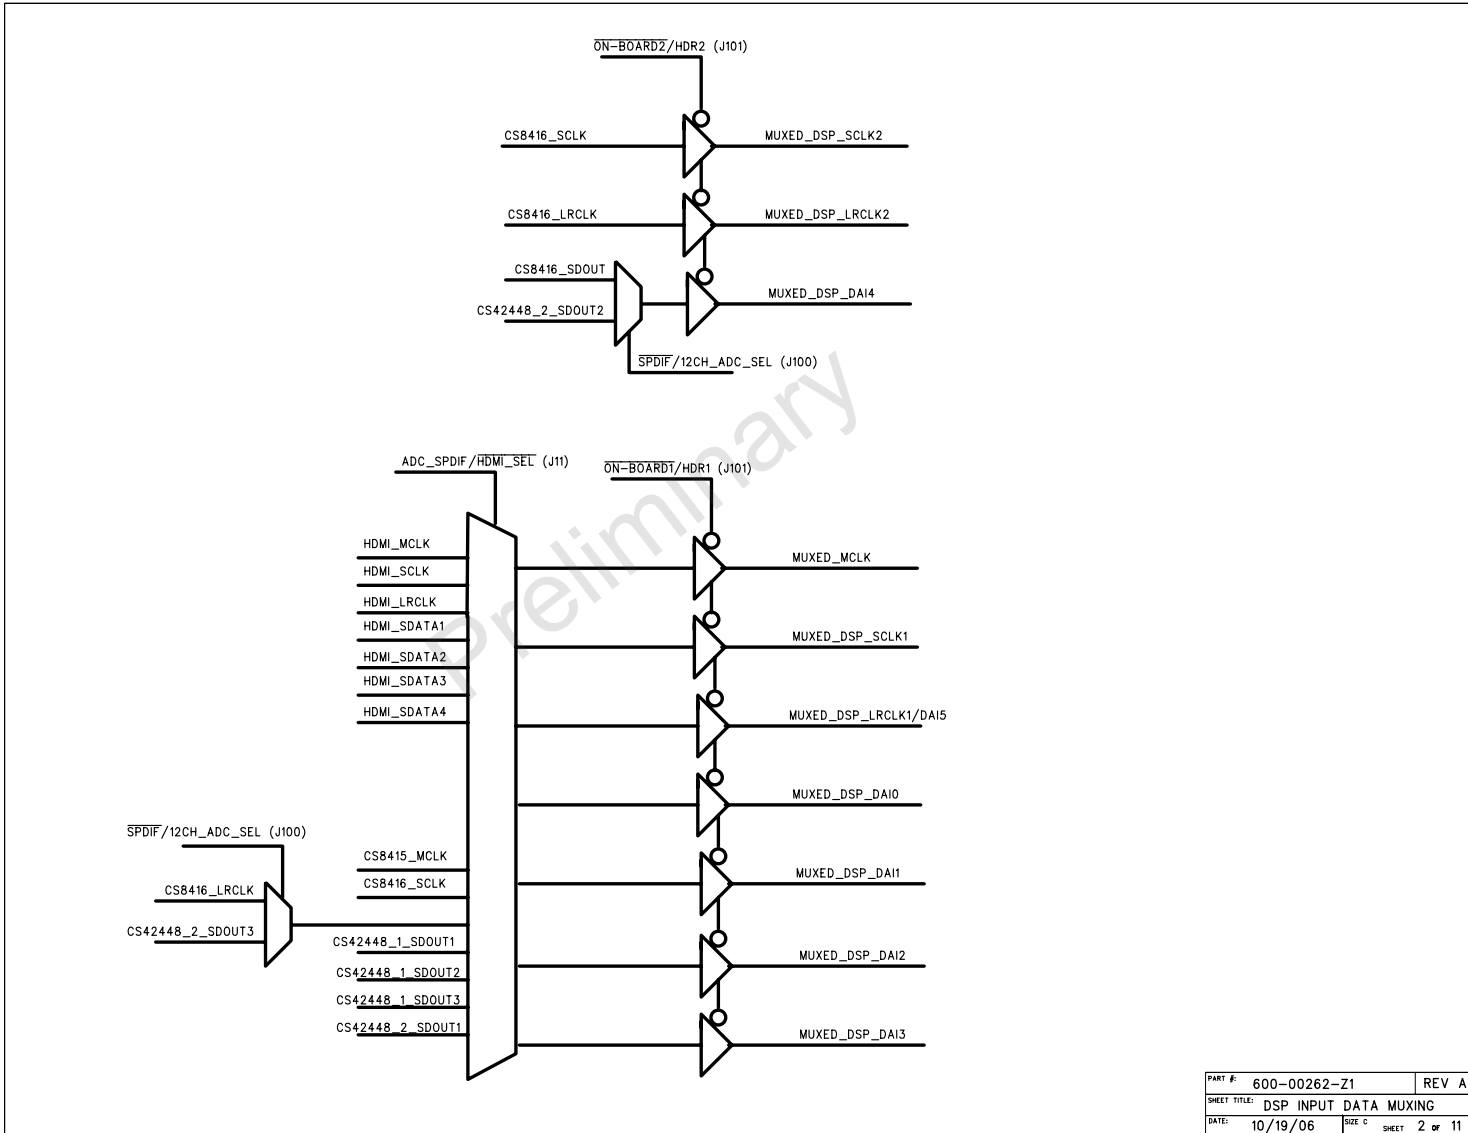 ON-BOARD2/HDR2 (J101)
CS8416_SCLK
MUXED_DSP_SCLK2
CS8416_LRCLK
MUXED_DSP_LRCLK2
CS8416_SDOUT
CS42448_2_SDOUT2
MUXED_DSP_DAI4
SPDIF/12CH_ADC_SEL (J100)
Preliminary
ADC_SPDIF/HDMI_SEL (J11)
ON-BOARD1/HDR1 (J101)
HDMI_MCLK
HDMI_SCLK
HDMI_LRCLK
HDMI_SDATA1
HDMI_SDATA2
HDMI_SDATA3
HDMI_SDATA4
MUXED_MCLK
MUXED_DSP_SCLK1
MUXED_DSP_LRCLK1/DAI5
MUXED_DSP_DAI0
MUXED_DSP_DAI1
MUXED_DSP_DAI2
MUXED_DSP_DAI3
SPDIF/12CH_ADC_SEL (J100)
CS8416_LRCLK
CS42448_2_SDOUT3
CS8415_MCLK
CS8416_SCLK
CS42448_1_SDOUT1
CS42448_1_SDOUT2
CS42448_1_SDOUT3
CS42448_2_SDOUT1
PART #: 600-00262-Z1 REV A
SHEET TITLE: DSP INPUT DATA MUXING
DATE: 10/19/06 SIZE C SHEET 2 OF 11